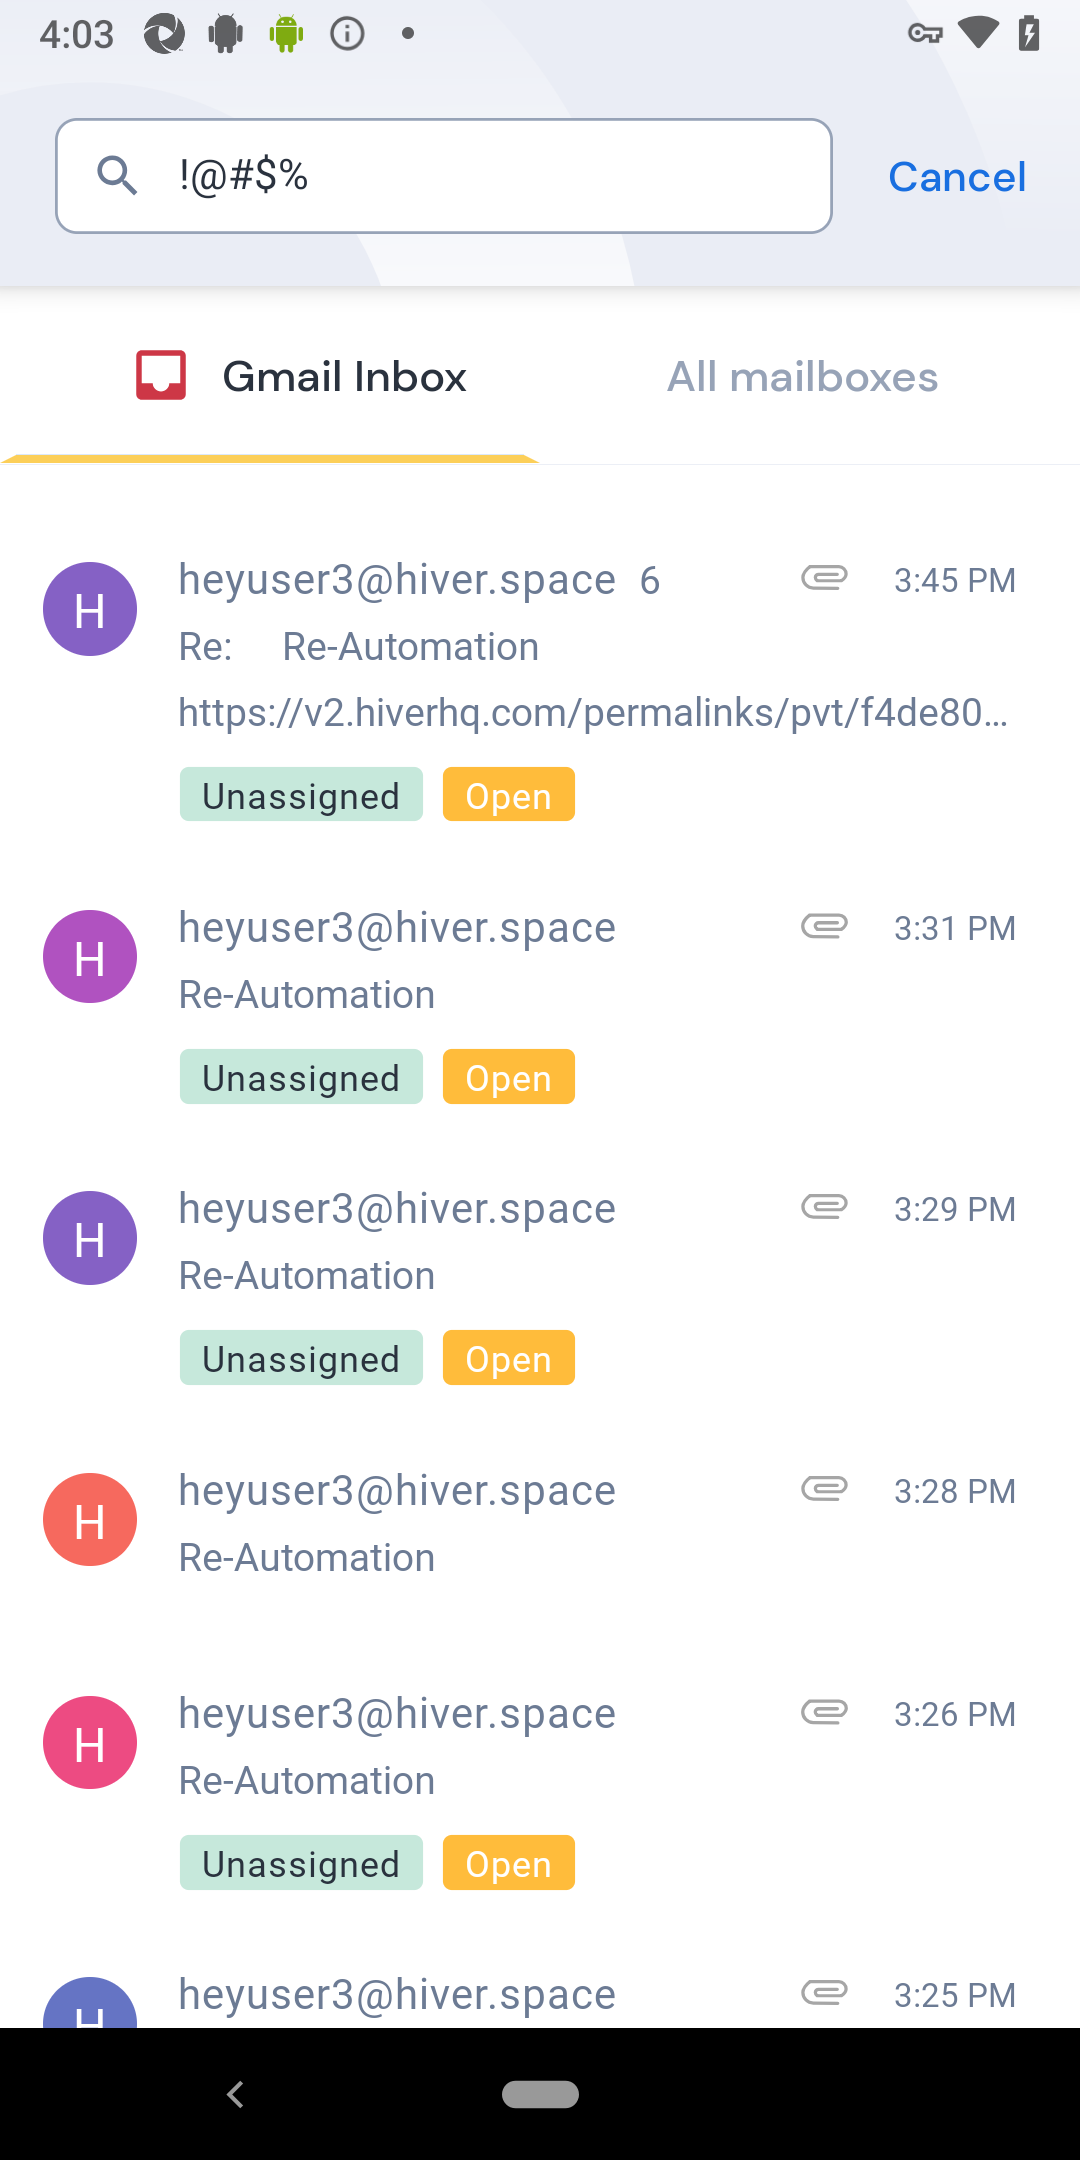 4:03
!@#$%
Cancel
Gmail Inbox
All mailboxes
heyuser3@hiver.space 6 3:45 PM
H
Re: Re-Automation
https://v2.hiverhq.com/permalinks/pvt/f4de80…
Unassigned Open
heyuser3@hiver.space 3:31 PM
H
Re-Automation
Unassigned Open
heyuser3@hiver.space 3:29 PM
H
Re-Automation
Unassigned Open
heyuser3@hiver.space 3:28 PM
H
Re-Automation
heyuser3@hiver.space 3:26 PM
H
Re-Automation
Unassigned Open
heyuser3@hiver.space 3:25 PM
H